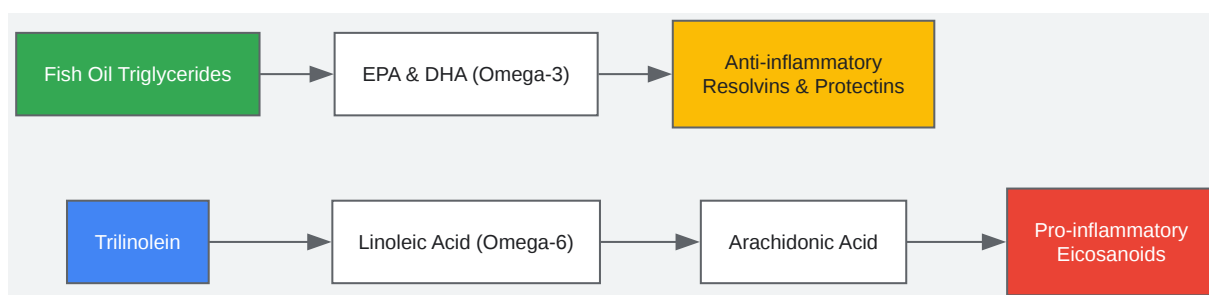 Fish Oil Triglycerides
EPA & DHA (Omega-3)
Anti-inflammatory
Resolvins & Protectins
Trilinolein
Linoleic Acid (Omega-6)
Arachidonic Acid
Pro-inflammatory
Eicosanoids